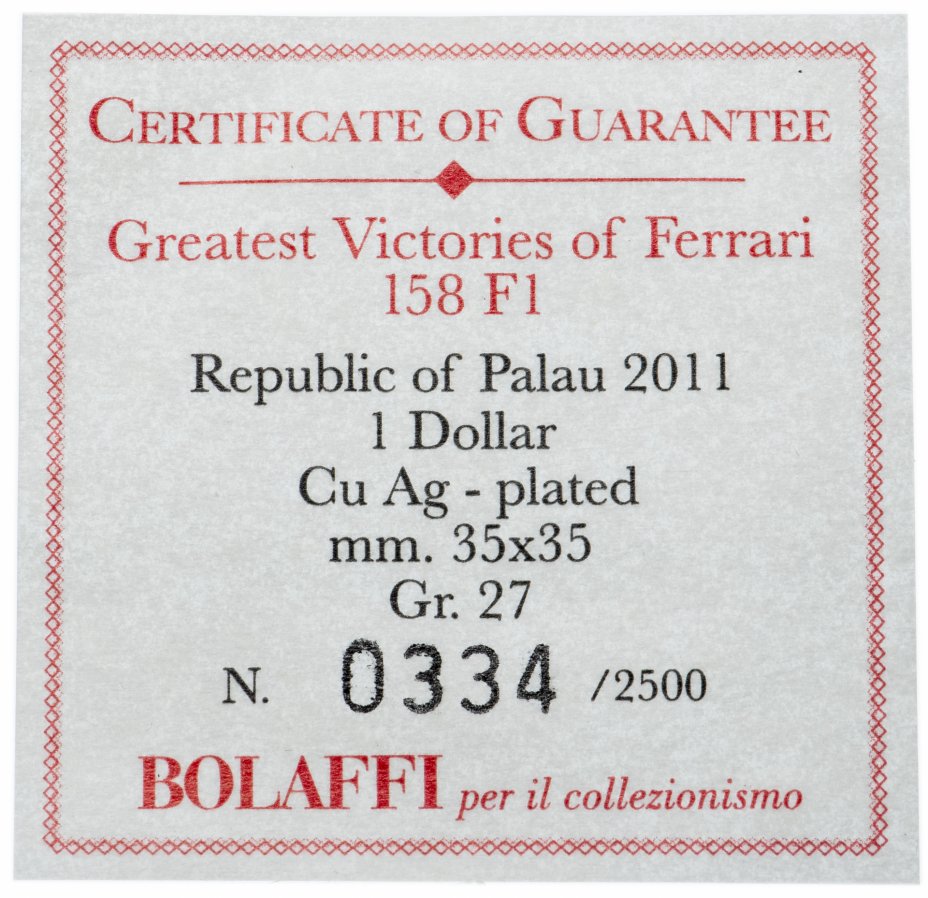 CERTIFICATE OF GUARANTEE
Greatest Victories of Ferrari
158 F1
Republic of Palau 2011
1 Dollar
Cu Ag - plated
mm. 35x35
Gr. 27
N. 0334 /2500
BOLAFFI per il collezionismo